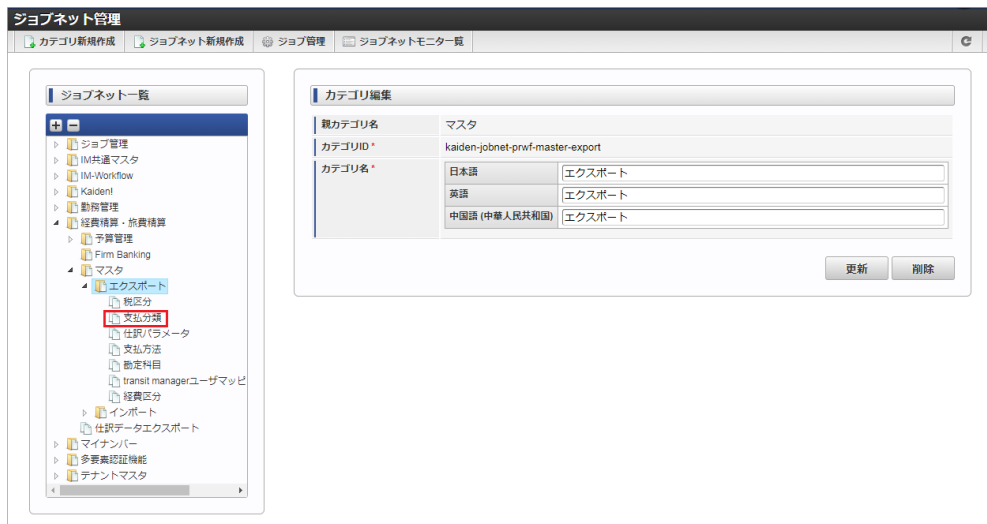 ジョブネット管理
カテゴリ新規作成 ジョブネット新規作成 ジョブ管理 ジョブネットモニター覧
ジョブネット一覧
ジョブ管理
IM共通マスタ
IM-Workflow
Kaiden!
勤務管理
経費精算・旅費精算
予算管理
Firm Banking
マスタ
エクスポート
税区分
支払分類
仕訳パラメータ
支払方法
勘定科目
transit managerユーザマッピ
経費区分
インポート
仕訳データエクスポート
マイナンバー
多要素認証機能
テナントマスタ
カテゴリ編集
親カテゴリ名 マスタ
カテゴリID * kaiden-jobnet-prwf-master-export
カテゴリ名 *
日本語 エクスポート
英語 エクスポート
中国語 (中華人民共和国) エクスポート
更新 削除